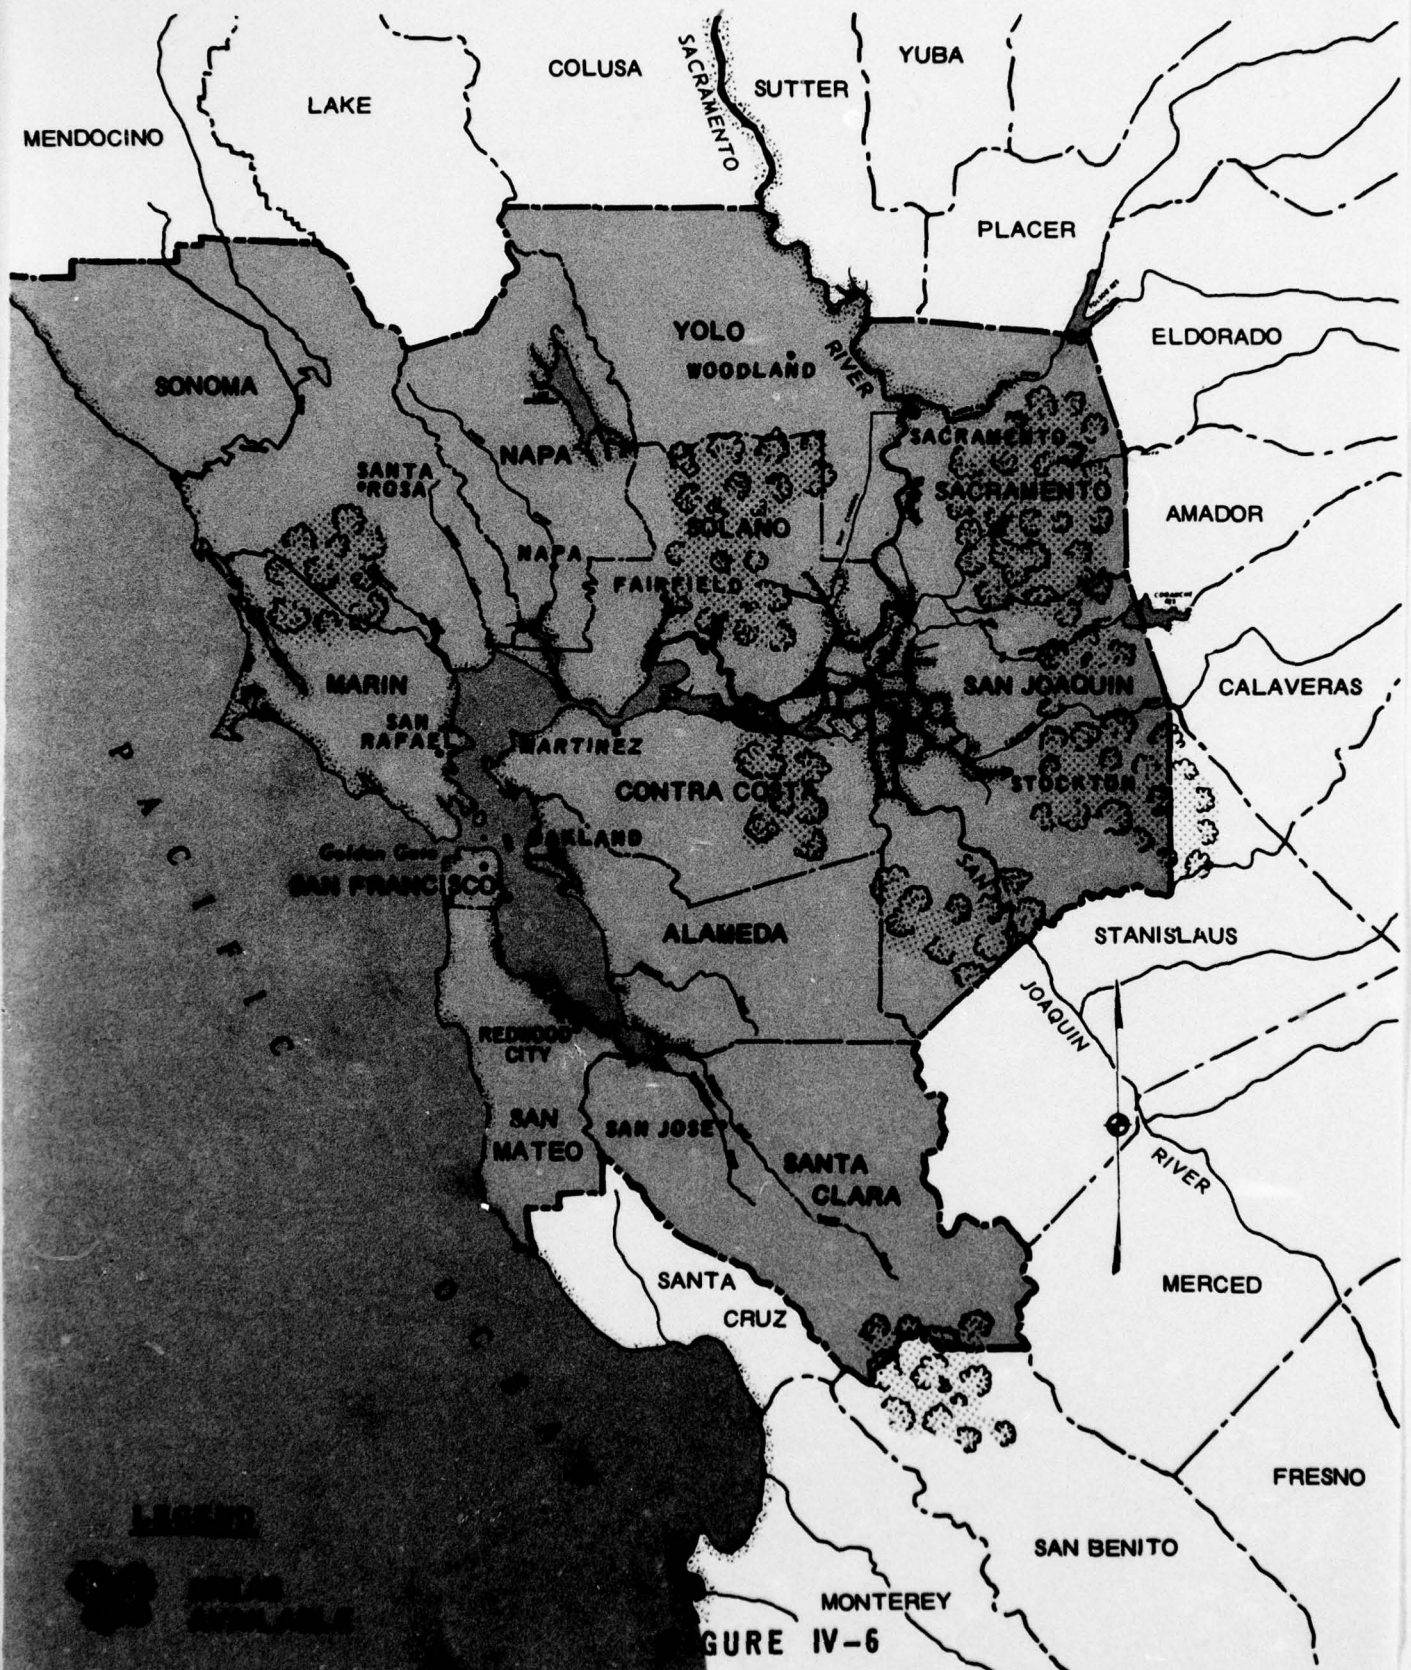 COLUSA
SACRAMENTO
YUBA
SUTTER
LAKE
MENDOCINO
PLACER
ELDORADO
YOLO
WOODLAND
RIVER
SONOMA
SACRAMENTO
NAPA
SANTA
ROSA
SACRAMENTO
AMADOR
SOLANO
NAPA
FAIRFIELD
MARIN
SAN JOAQUIN
CALAVERAS
SAN
RAFAEL
MARTINEZ
CONTRA COSTA
STOCKTON
PACIFIC
OAKLAND
Golden Gate
SAN FRANCISCO
SAN
ALAMEDA
STANISLAUS
JOAQUIN
REDWOOD
CITY
SAN
MATEO
SAN JOSE
SANTA
CLARA
RIVER
SANTA
CRUZ
MERCED
FRESNO
LEGEND
SAN BENITO
MONTEREY
GURE IV-6